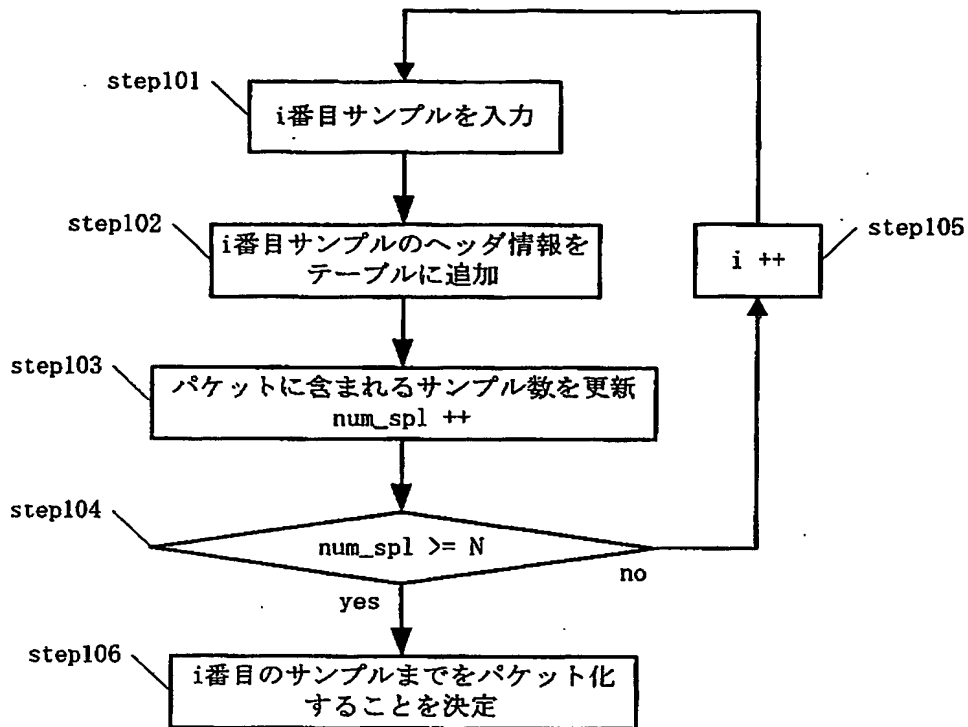 step101
i番目サンプルを入力
step102
i番目サンプルのヘッダ情報を
テーブルに追加
step105
i ++
step103
パケットに含まれるサンプル数を更新
num_spl ++
step104
num_spl >= N
no
yes
step106
i番目のサンプルまでをパケット化
することを決定